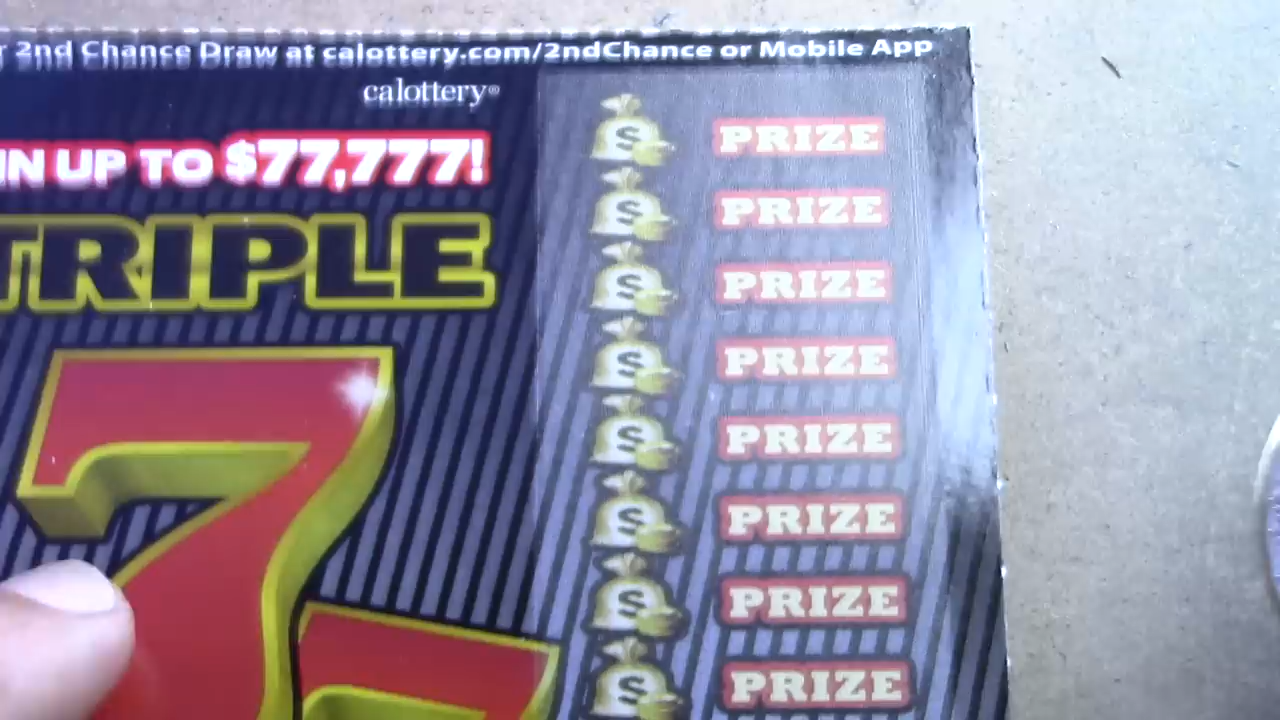 2nd Chance Draw at calottery.com/2ndChance or Mobile App
calottery®
UP TO $77,777!
TRIPLE
7
$ PRIZE
$ PRIZE
$ PRIZE
$ PRIZE
$ PRIZE
$ PRIZE
$ PRIZE
$ PRIZE